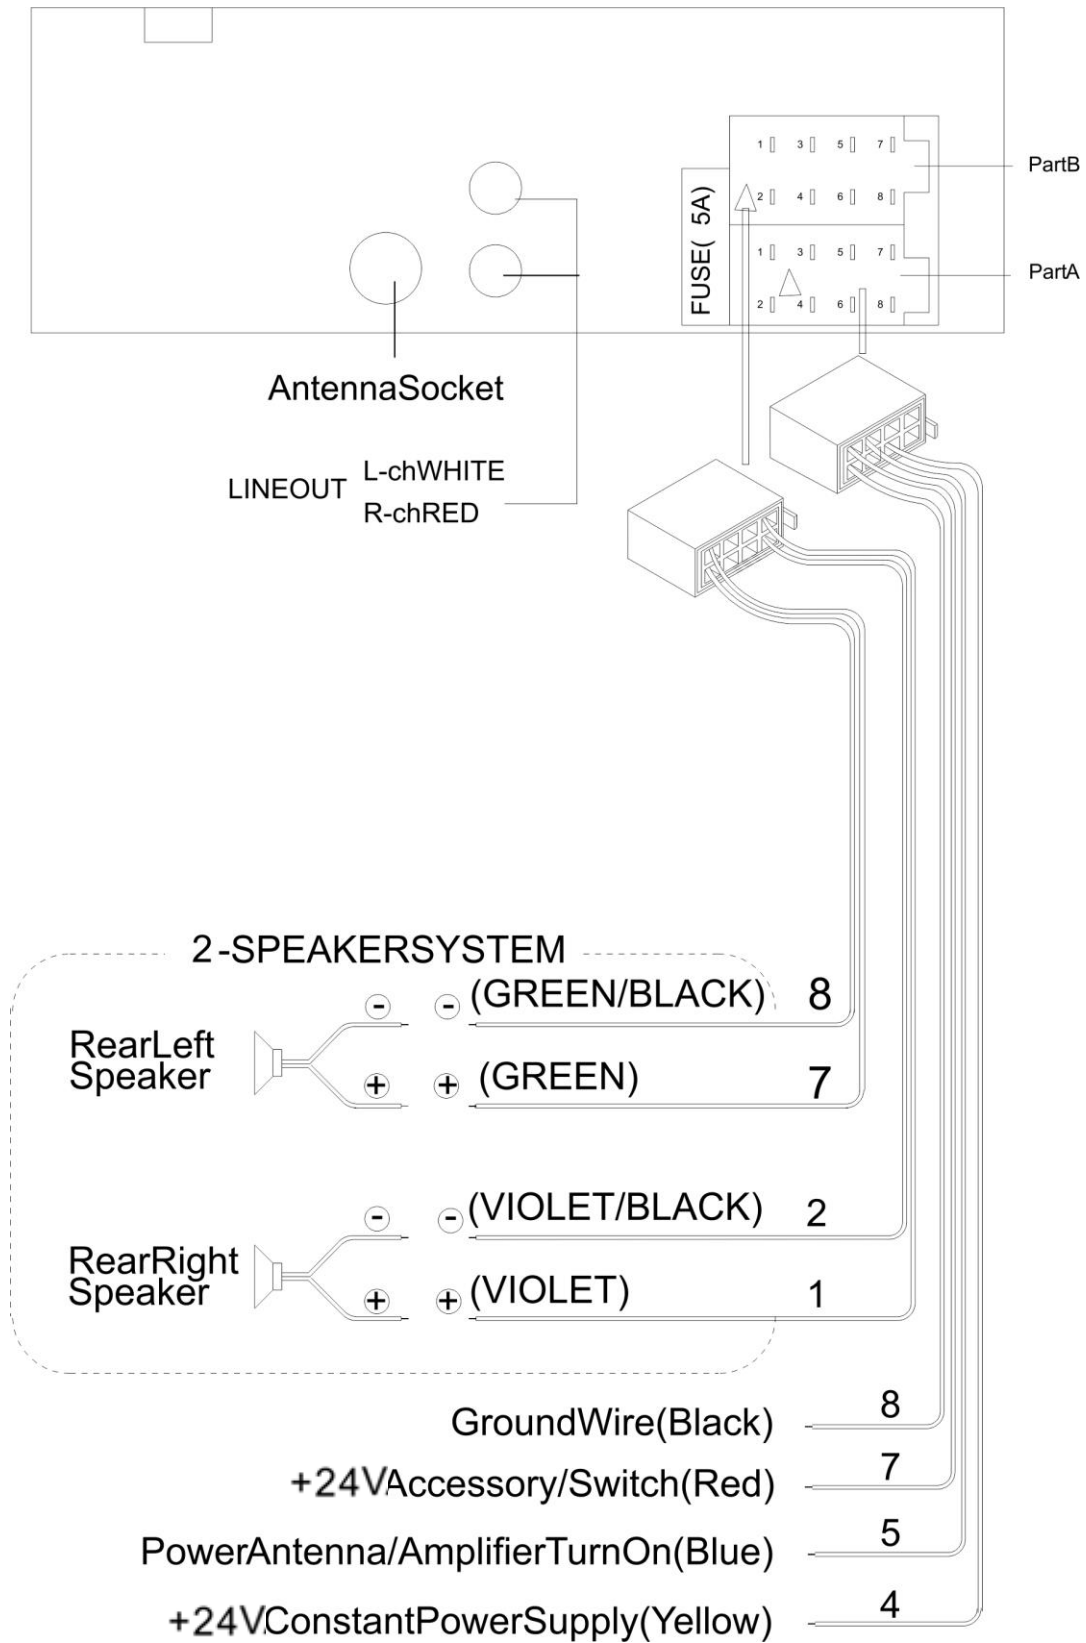 1 3 5 7
PartB
2 4 6 8
FUSE( 5A)
1 3 5 7
PartA
2 4 6 8
AntennaSocket
LINEOUT
L-chWHITE
R-chRED
2-SPEAKERSYSTEM
- - (GREEN/BLACK) 8
RearLeft
Speaker
+ + (GREEN) 7
- - (VIOLET/BLACK) 2
RearRight
Speaker
+ + (VIOLET) 1
GroundWire(Black) 8
+24VAccessory/Switch(Red) 7
PowerAntenna/AmplifierTurnOn(Blue) 5
+24VConstantPowerSupply(Yellow) 4